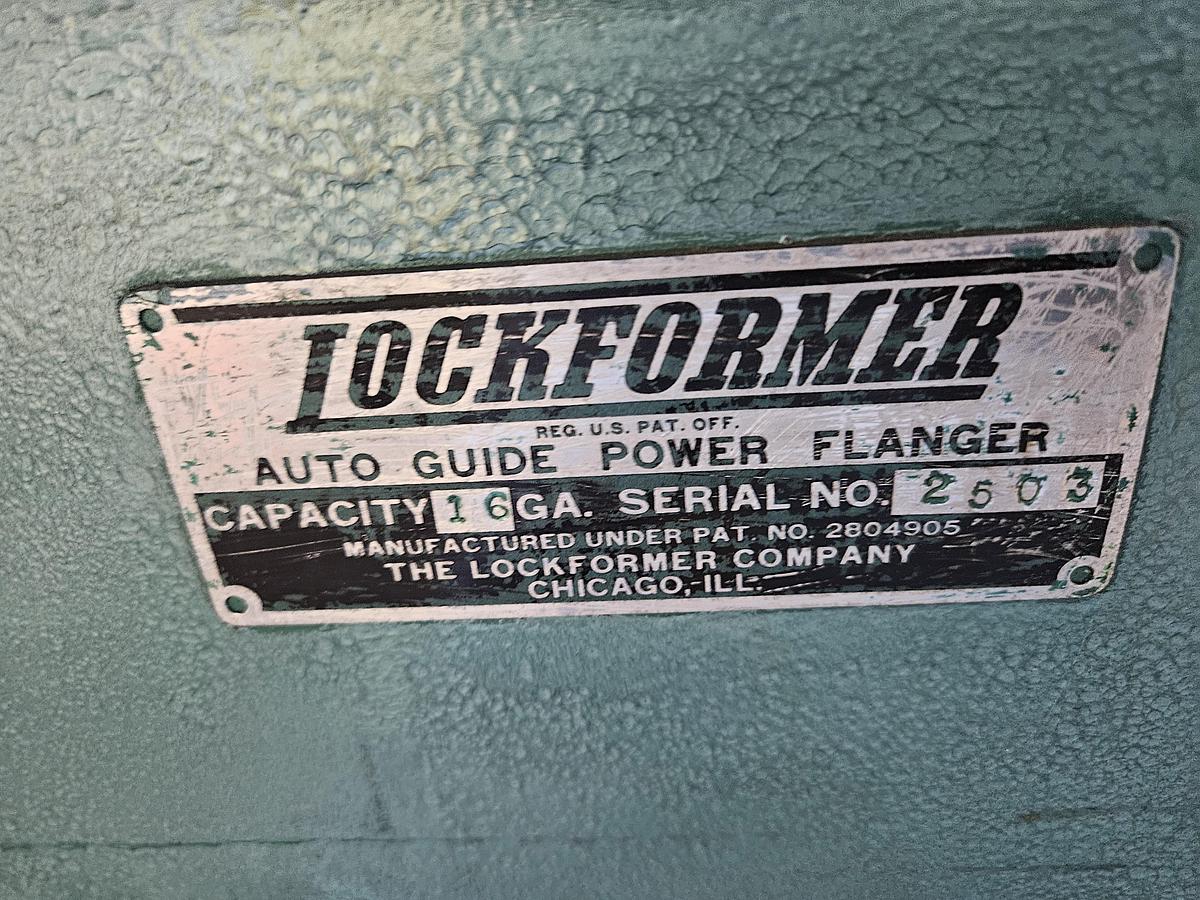 LOCKFORMER
REG. U.S. PAT. OFF.
AUTO GUIDE POWER FLANGER
CAPACITY 16 GA. SERIAL NO. 2503
MANUFACTURED UNDER PAT. NO. 2804905
THE LOCKFORMER COMPANY
CHICAGO, ILL.